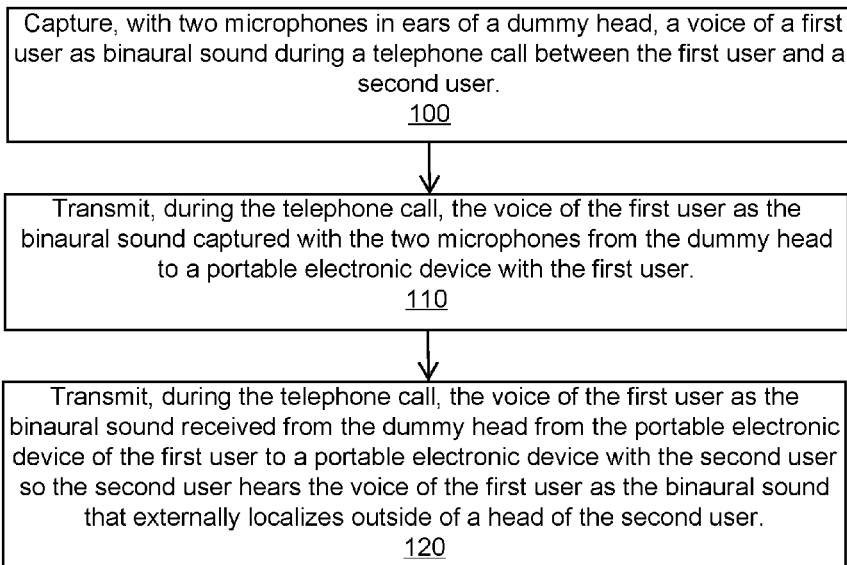 Capture, with two microphones in ears of a dummy head, a voice of a first
user as binaural sound during a telephone call between the first user and a
second user.
100
Transmit, during the telephone call, the voice of the first user as the
binaural sound captured with the two microphones from the dummy head
to a portable electronic device with the first user.
110
Transmit, during the telephone call, the voice of the first user as the
binaural sound received from the dummy head from the portable electronic
device of the first user to a portable electronic device with the second user
so the second user hears the voice of the first user as the binaural sound
that externally localizes outside of a head of the second user.
120